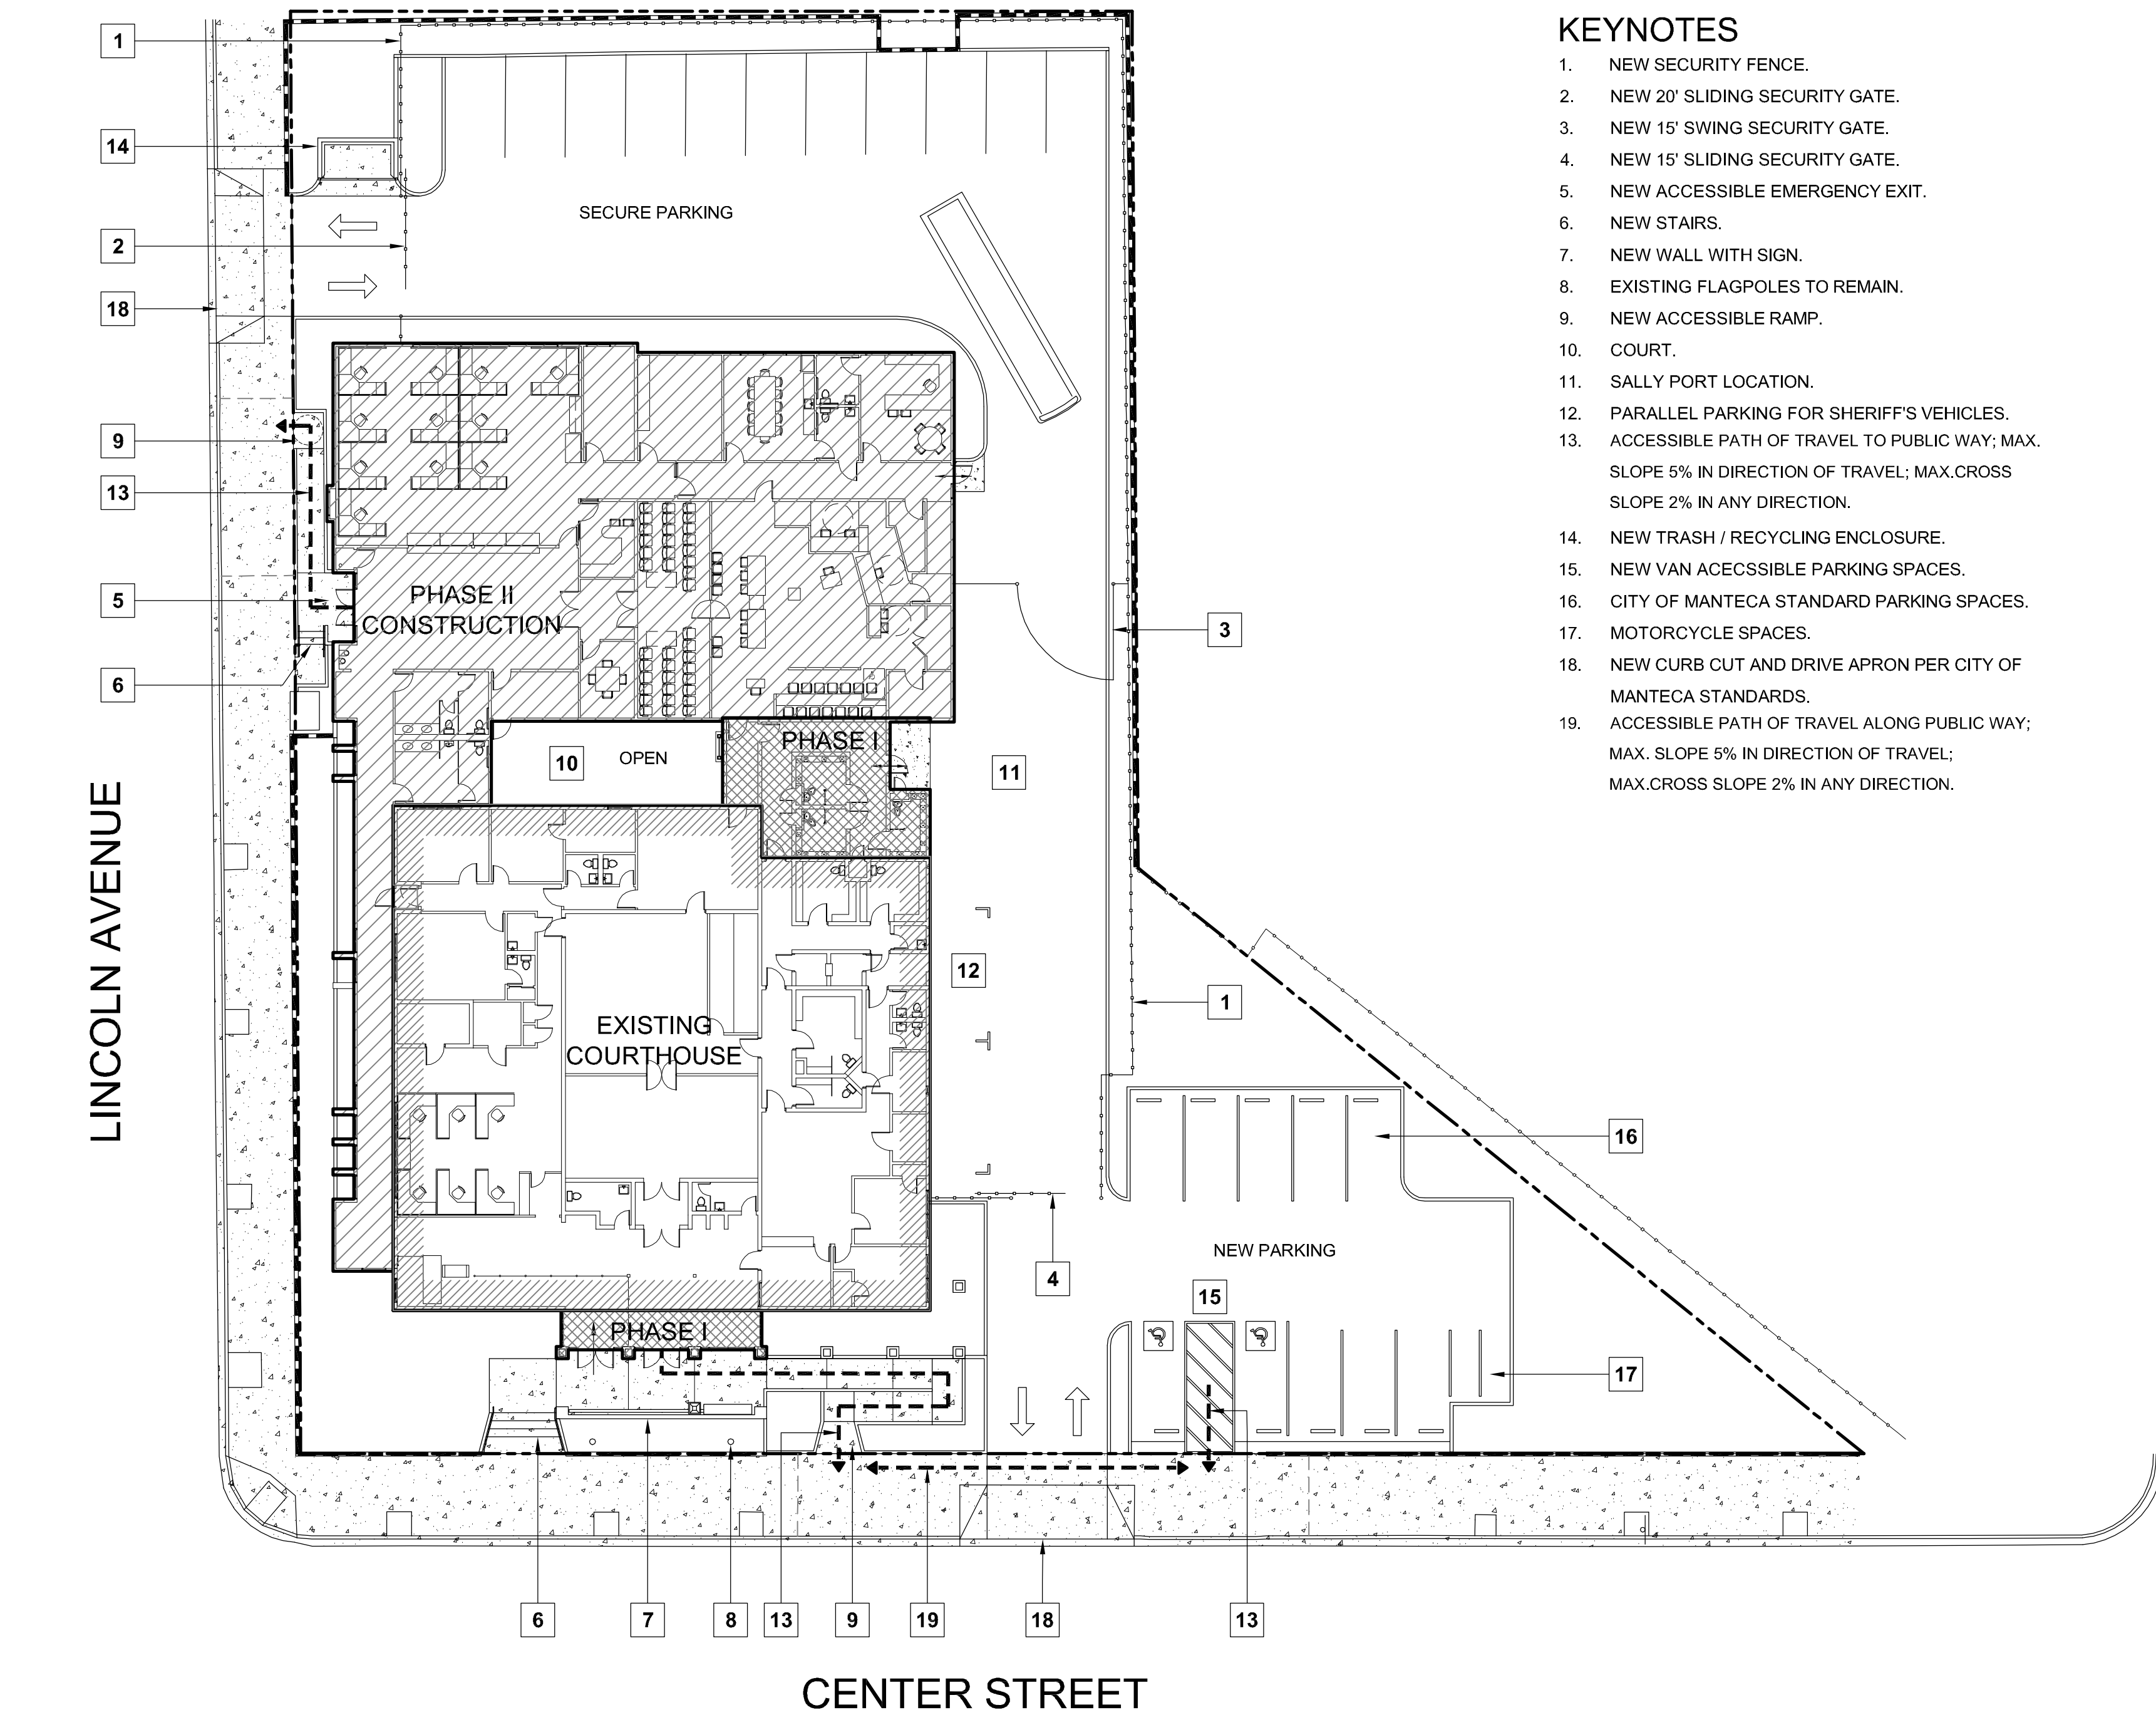 KEYNOTES
1. NEW SECURITY FENCE.
2. NEW 20' SLIDING SECURITY GATE.
3. NEW 15' SWING SECURITY GATE.
4. NEW 15' SLIDING SECURITY GATE.
5. NEW ACCESSIBLE EMERGENCY EXIT.
6. NEW STAIRS.
7. NEW WALL WITH SIGN.
8. EXISTING FLAGPOLES TO REMAIN.
9. NEW ACCESSIBLE RAMP.
10. COURT.
11. SALLY PORT LOCATION.
12. PARALLEL PARKING FOR SHERIFF'S VEHICLES.
13. ACCESSIBLE PATH OF TRAVEL TO PUBLIC WAY; MAX.
SLOPE 5% IN DIRECTION OF TRAVEL; MAX.CROSS
SLOPE 2% IN ANY DIRECTION.
14. NEW TRASH / RECYCLING ENCLOSURE.
15. NEW VAN ACECSSIBLE PARKING SPACES.
16. CITY OF MANTECA STANDARD PARKING SPACES.
17. MOTORCYCLE SPACES.
18. NEW CURB CUT AND DRIVE APRON PER CITY OF
MANTECA STANDARDS.
19. ACCESSIBLE PATH OF TRAVEL ALONG PUBLIC WAY;
MAX. SLOPE 5% IN DIRECTION OF TRAVEL;
MAX.CROSS SLOPE 2% IN ANY DIRECTION.
1
14
2
18
9
13
5
6
LINCOLN AVENUE
SECURE PARKING
PHASE II
CONSTRUCTION
3
10
OPEN
PHASE I
11
12
1
EXISTING
COURTHOUSE
16
NEW PARKING
4
15
PHASE I
17
6
7
8
13
9
19
18
13
CENTER STREET